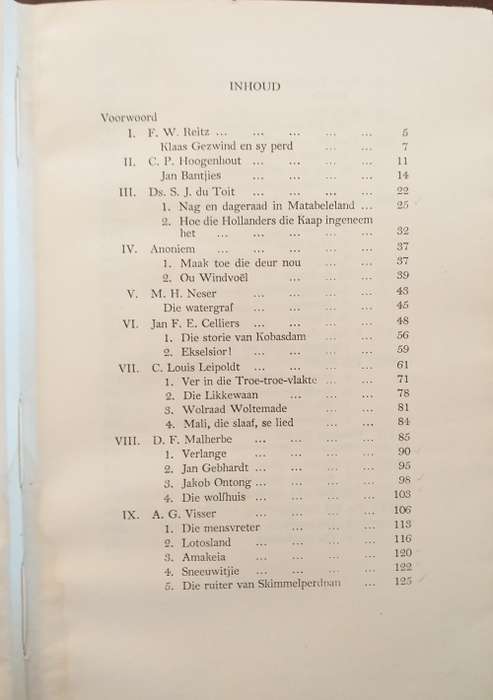 INHOUD
Voorwoord
I. F. W. Reitz ... ... ... ... ... 5
Klaas Gezwind en sy perd ... ... 7
II. C. P. Hoogenhout ... ... ... ... 11
Jan Bantjies ... ... ... ... 14
III. Ds. S. J. du Toit ... ... ... ... 22
1. Nag en dageraad in Matabeleland ... ... 25
2. Hoe die Hollanders die Kaap ingeneem
het ... ... ... ... ... 32
IV. Anoniem ... ... ... ... ... 37
1. Maak toe die deur nou ... ... 37
2. Ou Windvoël ... ... ... 39
V. M. H. Neser ... ... ... ... 43
Die watergraf ... ... ... ... 45
VI. Jan F. E. Celliers ... ... ... ... 48
1. Die storie van Kobasdam ... ... 56
2. Ekselsior! ... ... ... ... 59
VII. C. Louis Leipoldt ... ... ... ... 61
1. Ver in die Troe-troe-vlakte ... ... 71
2. Die Likkewaan ... ... ... 78
3. Wolraad Woltemade ... ... 81
4. Mali, die slaaf, se lied ... ... 84
VIII. D. F. Malherbe ... ... ... ... 85
1. Verlange ... ... ... ... 90
2. Jan Gebhardt ... ... ... ... 95
3. Jakob Ontong ... ... ... ... 98
4. Die wolfhuis ... ... ... ... 103
IX. A. G. Visser ... ... ... ... 106
1. Die mensvreter ... ... ... 113
2. Lotosland ... ... ... ... 116
3. Amakeia ... ... ... ... 120
4. Sneeuwitjie ... ... ... ... 122
5. Die ruiter van Skimmelperdpan ... 125